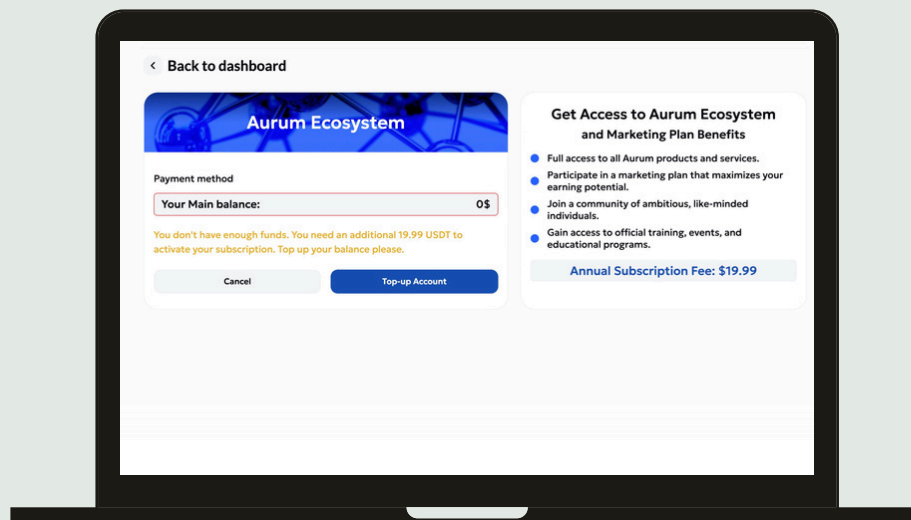 Back to dashboard
Aurum Ecosystem
Payment method
Your Main balance: 0$
You don't have enough funds. You need an additional 19.99 USDT to
activate your subscription. Top up your balance please.
Cancel
Top-up Account
Get Access to Aurum Ecosystem
and Marketing Plan Benefits
Full access to all Aurum products and services.
Participate in a marketing plan that maximizes your
earning potential.
Join a community of ambitious, like-minded
individuals.
Gain access to official training, events, and
educational programs.
Annual Subscription Fee: $19.99